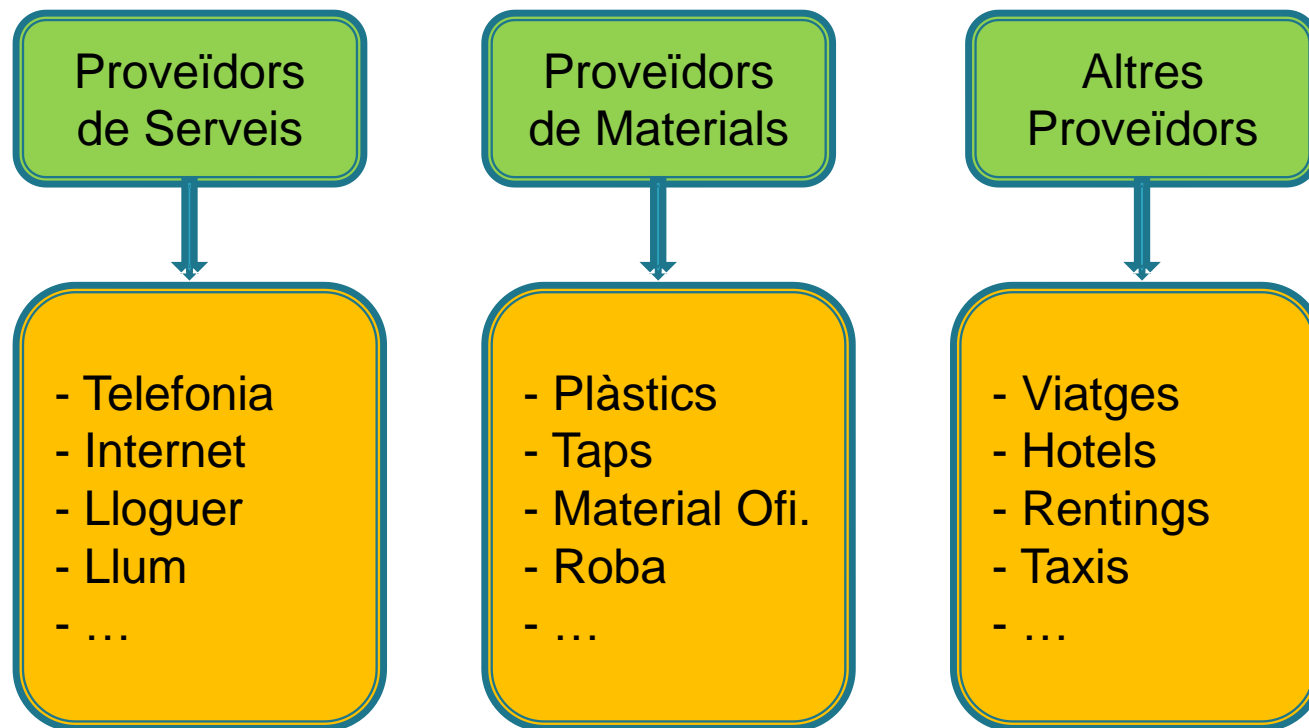 Proveïdors
de Serveis
- Telefonia
- Internet
- Lloguer
- Llum
- …
Proveïdors
de Materials
- Plàstics
- Taps
- Material Ofi.
- Roba
- …
Altres
Proveïdors
- Viatges
- Hotels
- Rentings
- Taxis
- …